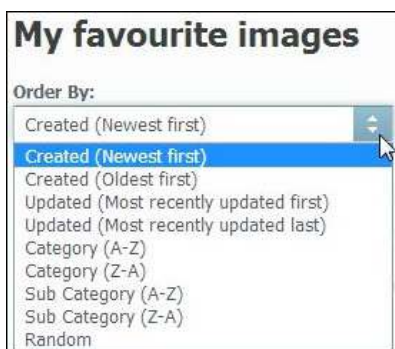 My favourite images
Order By:
Created (Newest first)
Created (Newest first)
Created (Oldest first)
Updated (Most recently updated first)
Updated (Most recently updated last)
Category (A-Z)
Category (Z-A)
Sub Category (A-Z)
Sub Category (Z-A)
Random